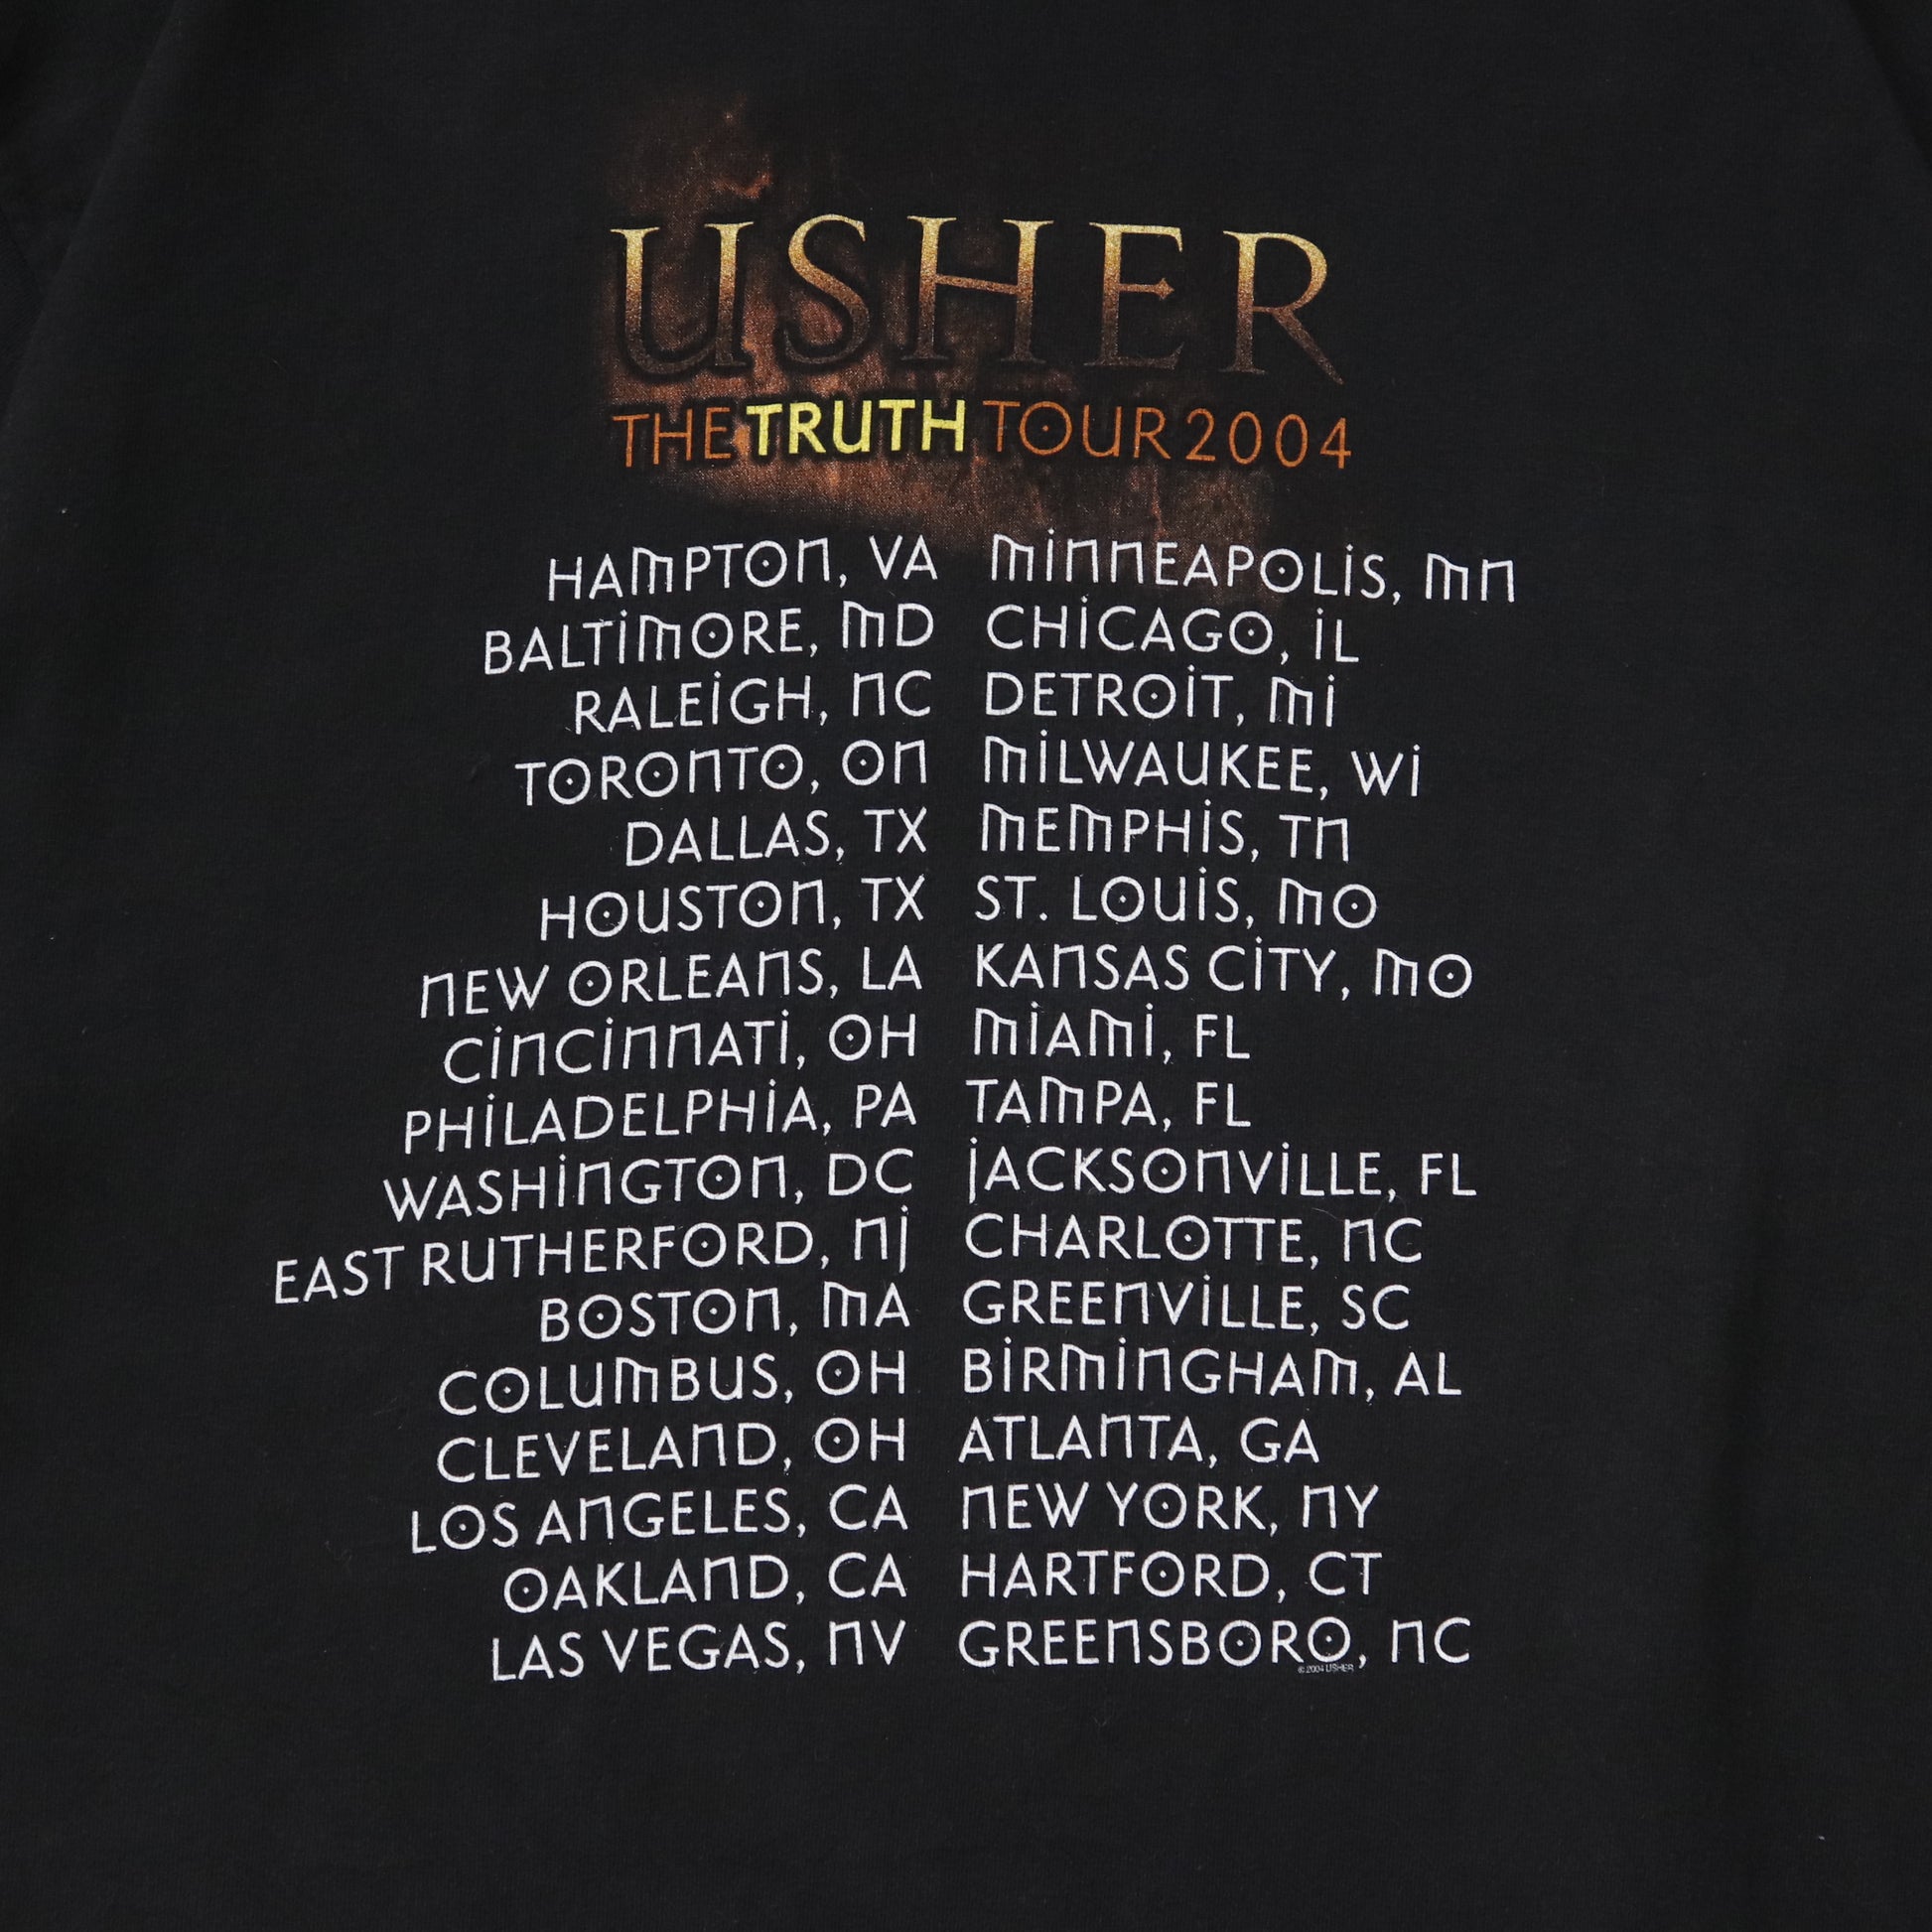 USHER
THE TRUTH TOUR 2004
HAMPTON, VA
BALTIMORE, MD
RALEIGH, NC
TORONTO, ON
DALLAS, TX
HOUSTON, TX
NEW ORLEANS, LA
CINCINNATI, OH
PHILADELPHIA, PA
WASHINGTON, DC
EAST RUTHERFORD, NJ
BOSTON, MA
COLUMBUS, OH
CLEVELAND, OH
LOS ANGELES, CA
OAKLAND, CA
LAS VEGAS, NV
MINNEAPOLIS, MN
CHICAGO, IL
DETROIT, MI
MILWAUKEE, WI
MEMPHIS, TN
ST. LOUIS, MO
KANSAS CITY, MO
MIAMI, FL
TAMPA, FL
JACKSONVILLE, FL
CHARLOTTE, NC
GREENVILLE, SC
BIRMINGHAM, AL
ATLANTA, GA
NEW YORK, NY
HARTFORD, CT
GREENSBORO, NC
© 2004 USHER